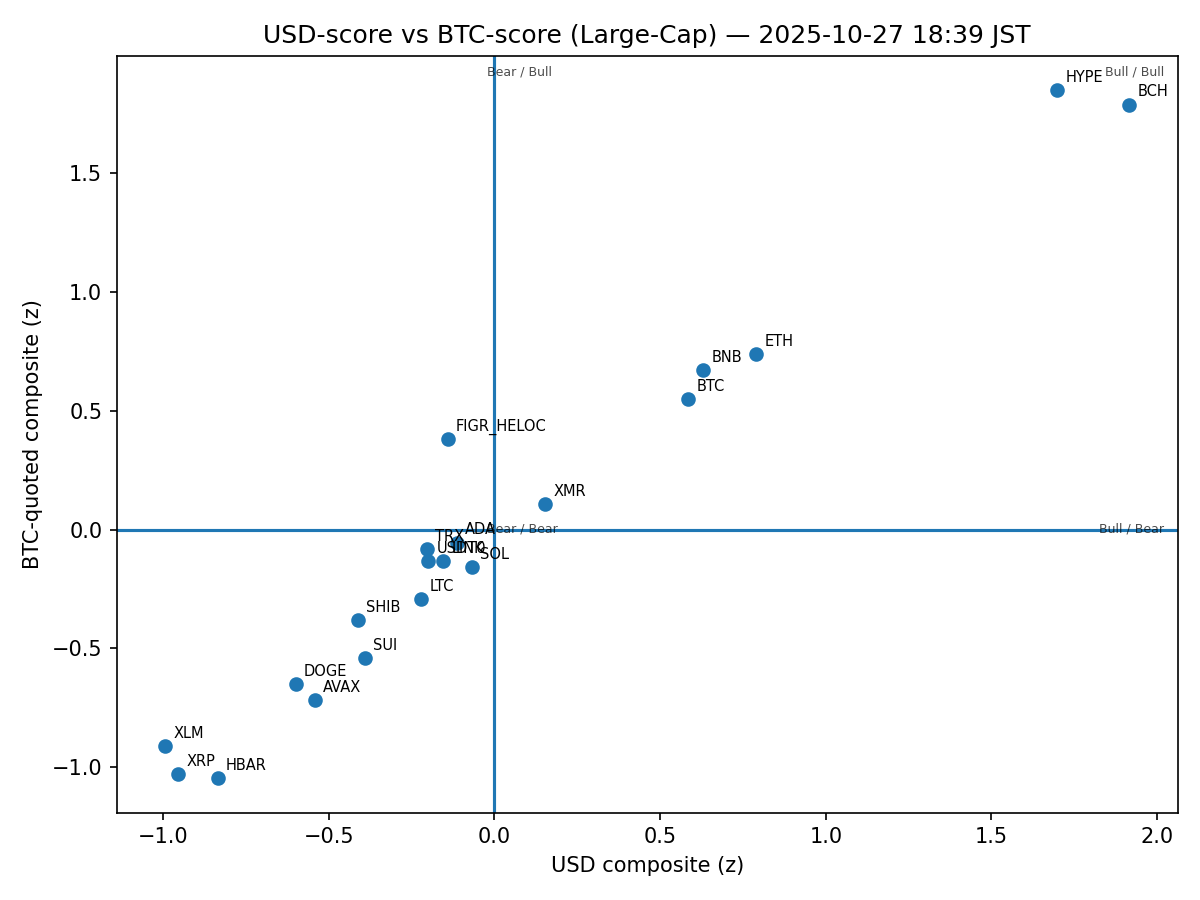 USD-score vs BTC-score (Large-Cap) — 2025-10-27 18:39 JST
Bear / Bull
Bull / Bull
HYPE
BCH
ETH
BNB
BTC
FIGR_HELOC
XMR
ADA
Bear / Bear
Bull / Bear
TRX
LINK
SOL
LTC
SHIB
SUI
DOGE
AVAX
XLM
XRP
HBAR
1.5
1.0
0.5
0.0
−0.5
−1.0
BTC-quoted composite (z)
−1.0
−0.5
0.0
0.5
1.0
1.5
2.0
USD composite (z)